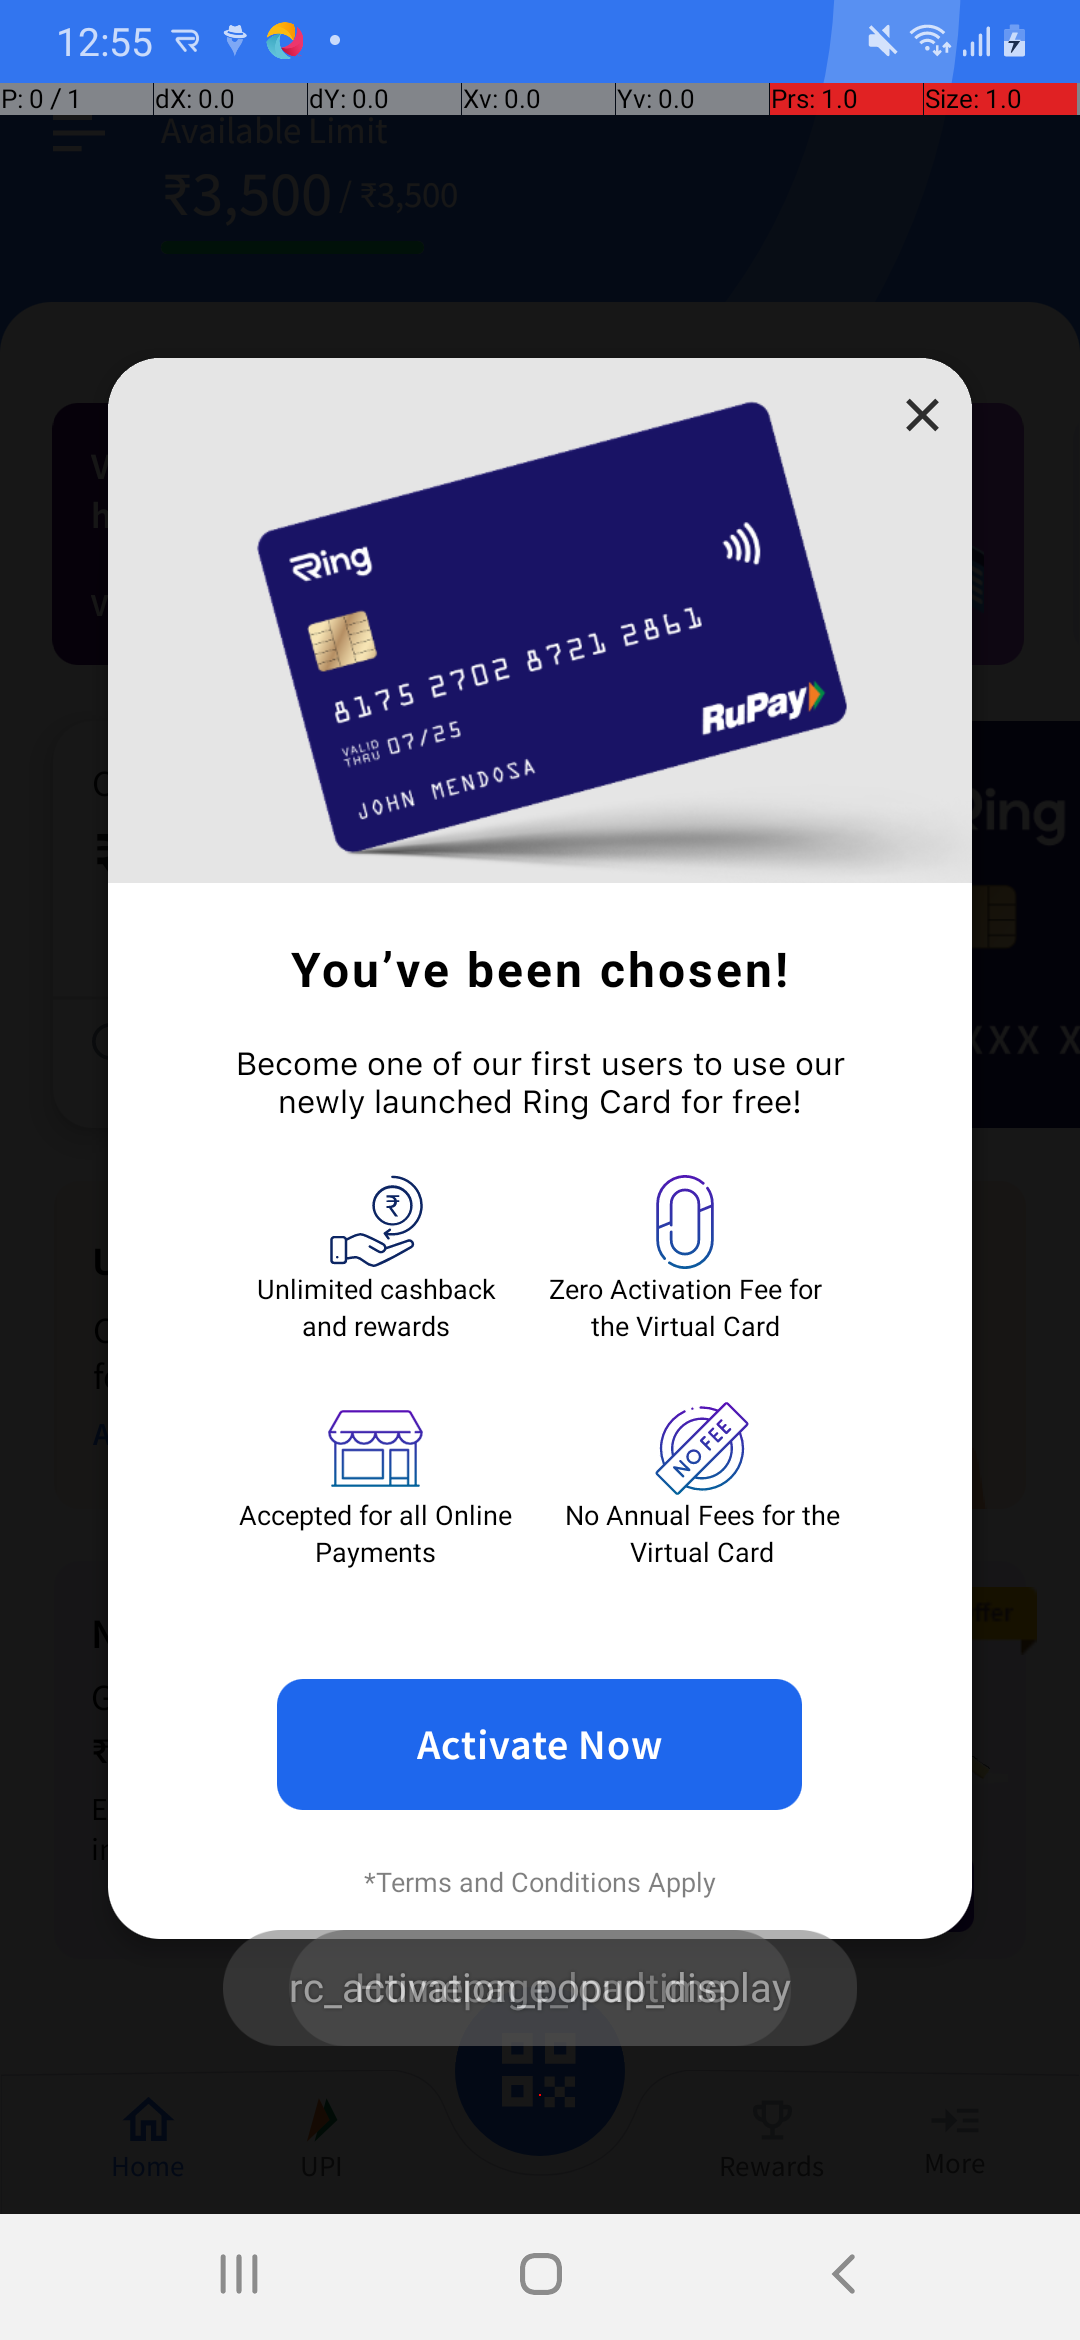 12:55
P: 0 / 1 dX: 0.0 dY: 0.0 Xv: 0.0 Yv: 0.0 Prs: 1.0 Size: 1.0
Available Limit
₹3,500 / ₹3,500
Ring
8175 2702 8721 2861
VALID THRU 07/25
RuPay
JOHN MENDOSA
Ring
You’ve been chosen!
XXX X
Become one of our first users to use our
newly launched Ring Card for free!
₹
Unlimited cashback
and rewards
Zero Activation Fee for
the Virtual Card
NO FEE
Accepted for all Online
Payments
No Annual Fees for the
Virtual Card
ffer
Activate Now
*Terms and Conditions Apply
rc_activation_popup_display
Home
UPI
Rewards
More